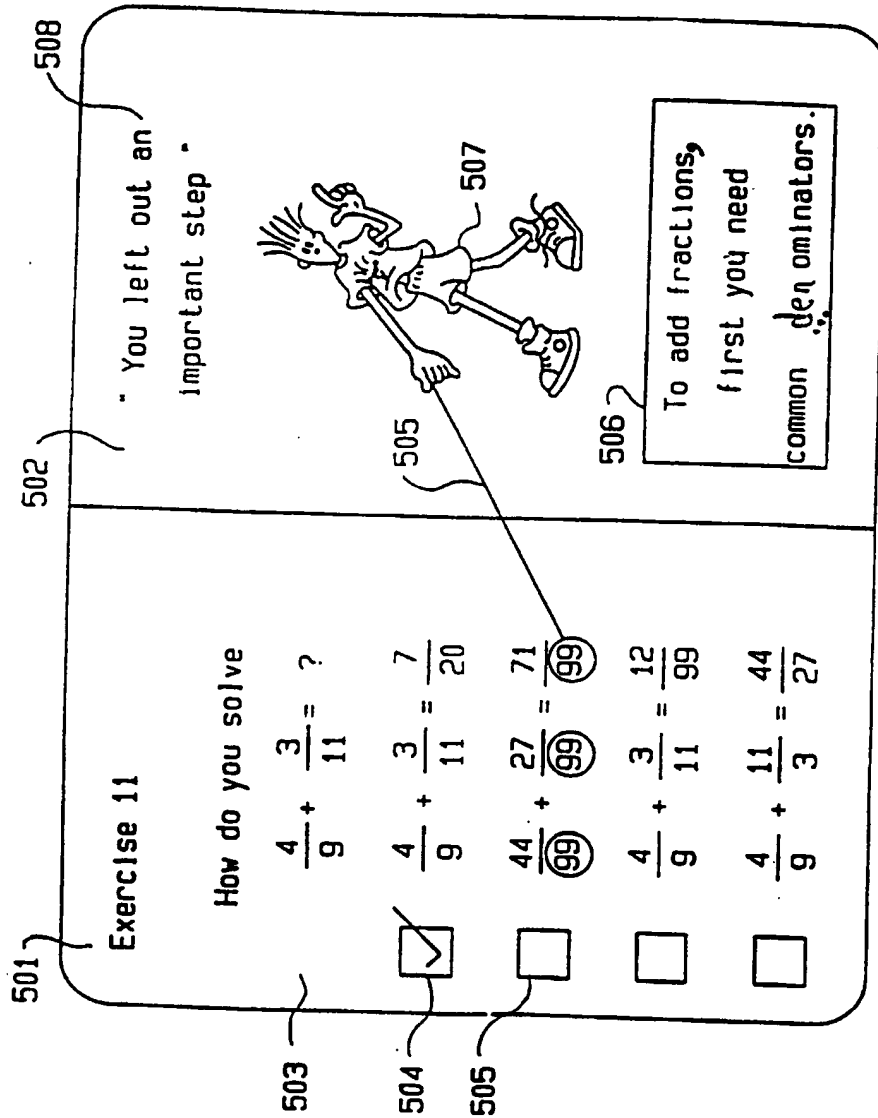 501
502
508
Exercise 11
" You left out an
important step "
How do you solve
503
4/9 + 3/11 = ?
504
4/9 + 3/11 = 7/20
505
44/99 + 27/99 = 71/99
4/9 + 3/11 = 12/99
4/9 + 11/3 = 44/27
505
507
506
To add fractions,
first you need
common den ominators.